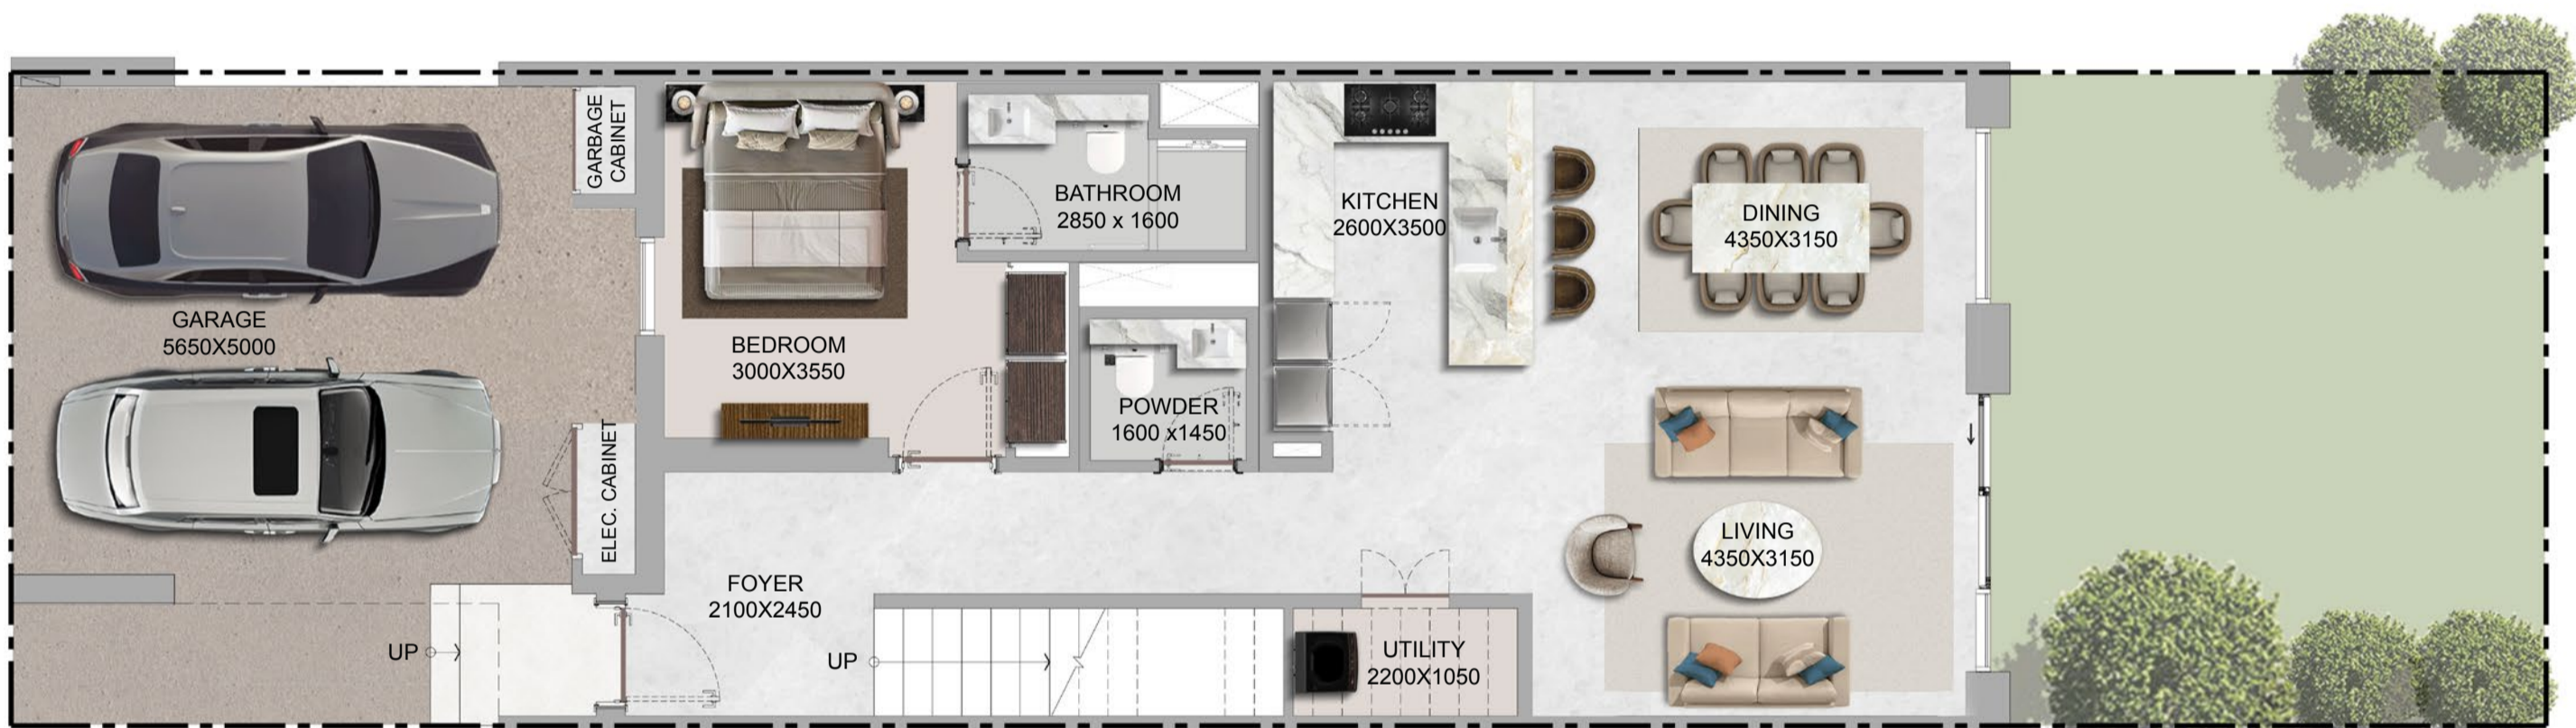 GARBAGE
CABINET
GARAGE
5650X5000
ELEC. CABINET
UP
BEDROOM
3000X3550
BATHROOM
2850 x 1600
POWDER
1600 x1450
FOYER
2100X2450
UP
KITCHEN
2600X3500
UTILITY
2200X1050
DINING
4350X3150
LIVING
4350X3150